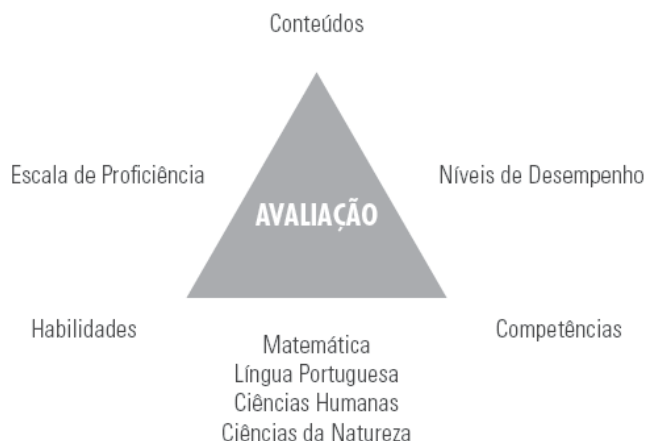 Conteúdos
Escala de Proficiência
Níveis de Desempenho
AVALIAÇÃO
Habilidades
Competências
Matemática
Língua Portuguesa
Ciências Humanas
Ciências da Natureza